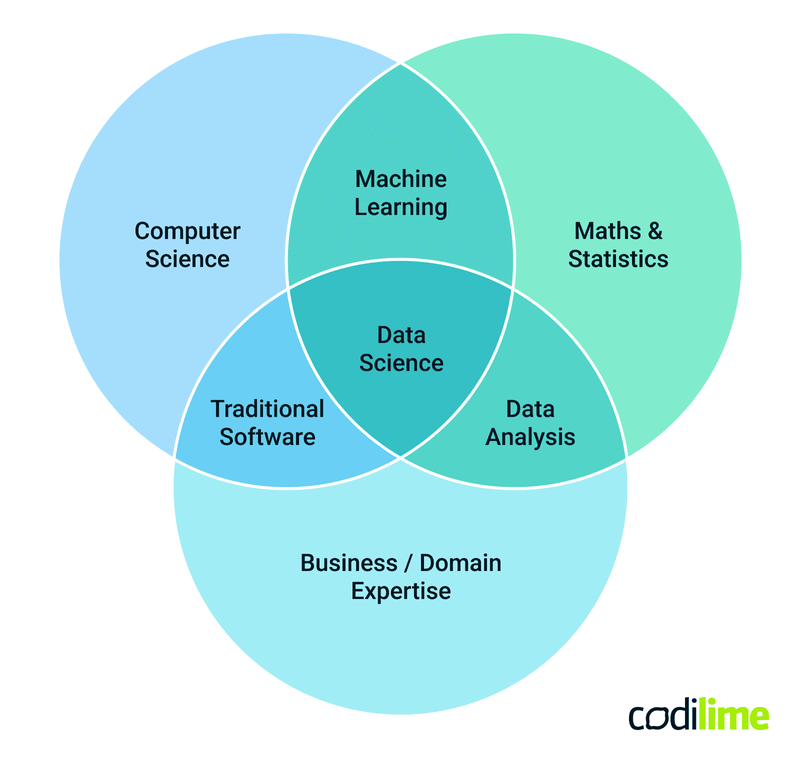 Machine
Learning
Computer
Science
Maths &
Statistics
Data
Science
Traditional
Software
Data
Analysis
Business / Domain
Expertise
codilime